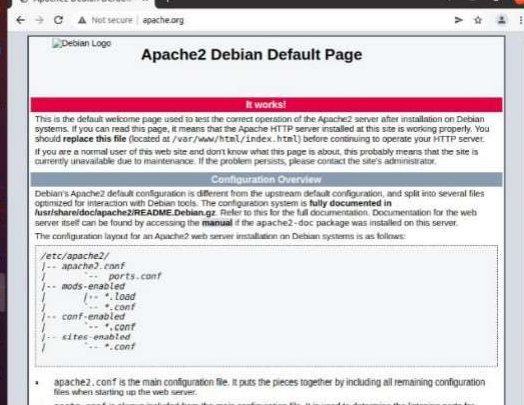 Not secure
apache.org
Debian Logo
Apache2 Debian Default Page
It works!
This is the default welcome page used to test the correct operation of the Apache2 server after installation on Debian
systems. If you can read this page, it means that the Apache HTTP server installed at this site is working properly. You
should replace this file (located at /var/www/html/index.html) before continuing to operate your HTTP server.
If you are a normal user of this web site and don't know what this page is about, this probably means that the site is
currently unavailable due to maintenance. If the problem persists, please contact the site's administrator.
Configuration Overview
Debian's Apache2 default configuration is different from the upstream default configuration, and split into several files
optimized for interaction with Debian tools. The configuration system is fully documented in
/usr/share/doc/apache2/README.Debian.gz. Refer to this for the full documentation. Documentation for the web
server itself can be found by accessing the manual if the apache2-doc package was installed on this server.
The configuration layout for an Apache2 web server installation on Debian systems is as follows:
/etc/apache2/
|-- apache2.conf
|       `-- ports.conf
|-- mods-enabled
|       |-- *.load
|       `-- *.conf
|-- conf-enabled
|       `-- *.conf
|-- sites-enabled
|       `-- *.conf
▪ apache2.conf is the main configuration file. It puts the pieces together by including all remaining configuration
files when starting up the web server.